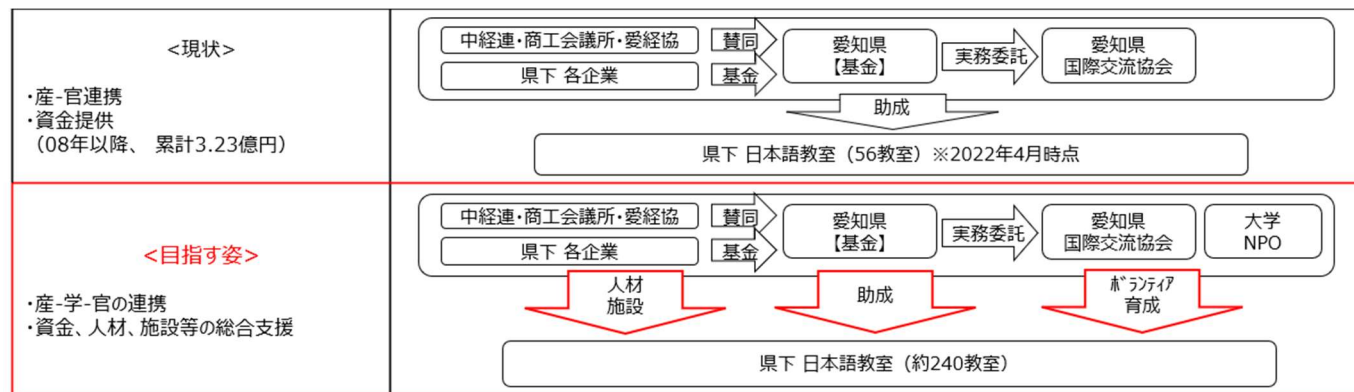 <現状>
・産-官連携
・資金提供
（08年以降、 累計3.23億円）
中経連・商工会議所・愛経協
賛同
県下 各企業
基金
愛知県
【基金】
実務委託
愛知県
国際交流協会
助成
県下 日本語教室（56教室）※2022年4月時点
<目指す姿>
・産-学-官の連携
・資金、人材、施設等の総合支援
中経連・商工会議所・愛経協
賛同
県下 各企業
基金
愛知県
【基金】
実務委託
愛知県
国際交流協会
大学
NPO
人材
施設
助成
ﾎﾞﾗﾝﾃｨｱ
育成
県下 日本語教室（約240教室）